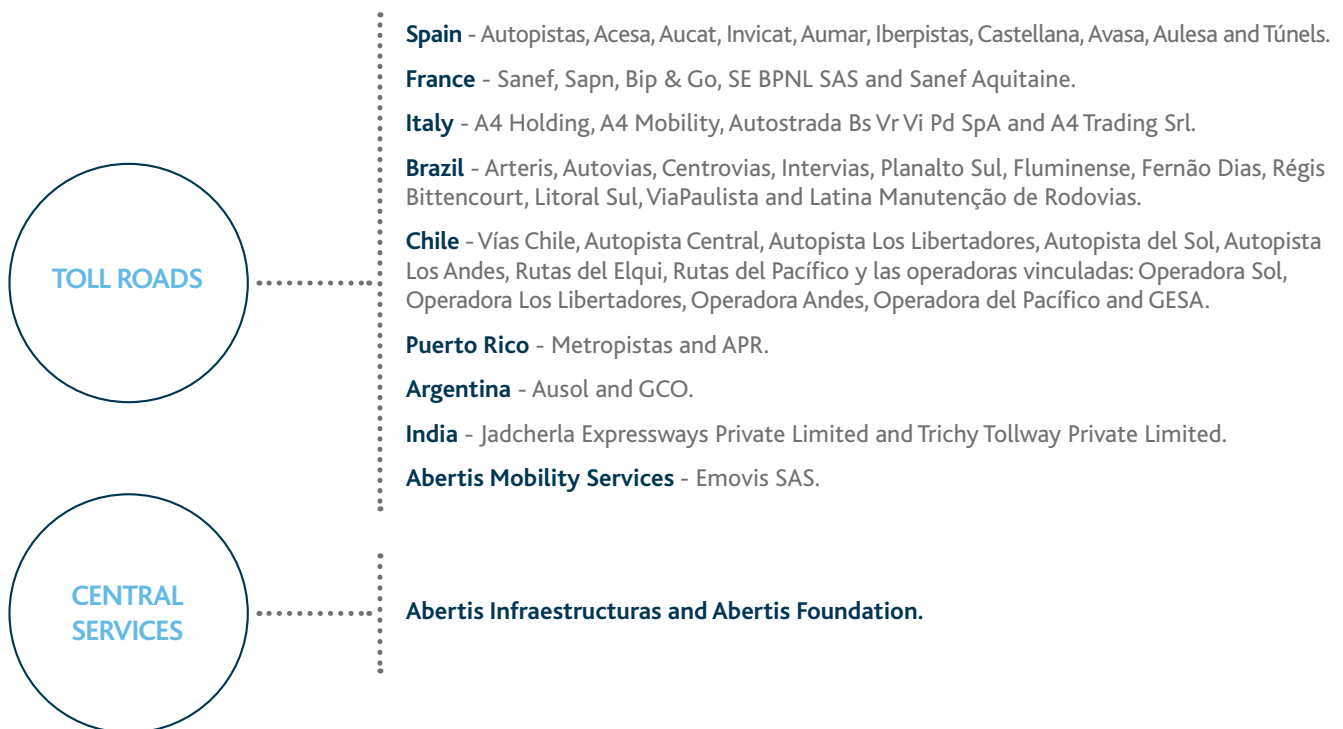 TOLL ROADS
Spain - Autopistas, Acesa, Aucat, Invicat, Aumar, Iberpistas, Castellana, Avasa, Aulesa and Túnels.
France - Sanef, Sapn, Bip & Go, SE BPNL SAS and Sanef Aquitaine.
Italy - A4 Holding, A4 Mobility, Autostrada Bs Vr Vi Pd SpA and A4 Trading Srl.
Brazil - Arteris, Autovias, Centrovias, Intervias, Planalto Sul, Fluminense, Fernão Dias, Régis
Bittencourt, Litoral Sul, ViaPaulista and Latina Manutenção de Rodovias.
Chile - Vías Chile, Autopista Central, Autopista Los Libertadores, Autopista del Sol, Autopista
Los Andes, Rutas del Elqui, Rutas del Pacífico y las operadoras vinculadas: Operadora Sol,
Operadora Los Libertadores, Operadora Andes, Operadora del Pacífico and GESA.
Puerto Rico - Metropistas and APR.
Argentina - Ausol and GCO.
India - Jadcherla Expressways Private Limited and Trichy Tollway Private Limited.
Abertis Mobility Services - Emovis SAS.
CENTRAL
SERVICES
Abertis Infraestructuras and Abertis Foundation.